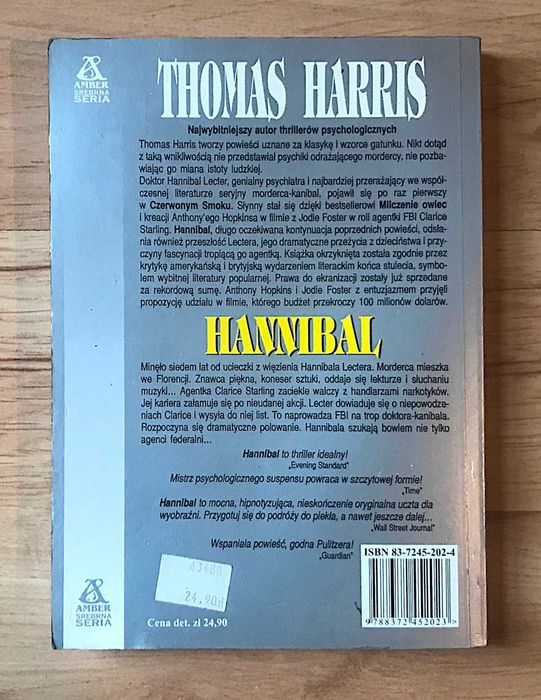 AMBER
SREBRNA
SERIA
THOMAS HARRIS
Najwybitniejszy autor thrillerów psychologicznych
Thomas Harris tworzy powieści uznane za klasykę i wzorce gatunku. Nikt dotąd
z taką wnikliwością nie przedstawiał psychiki odrażającego mordercy, nie pozba-
wiając go miana istoty ludzkiej.
Doktor Hannibal Lecter, genialny psychiatra i najbardziej przerażający we współ-
czesnej literaturze seryjny morderca-kanibal, pojawił się po raz pierwszy
w Czerwonym Smoku. Słynny stał się dzięki bestsellerowi Milczenie owiec
i kreacji Anthony'ego Hopkinsa w filmie z Jodie Foster w roli agentki FBI Clarice
Starling. Hannibal, długo oczekiwana kontynuacja poprzednich powieści, odsła-
nia również przeszłość Lectera, jego dramatyczne przeżycia z dzieciństwa i przy-
czyny fascynacji tropiącą go agentką. Książka okrzyknięta została zgodnie przez
krytykę amerykańską i brytyjską wydarzeniem literackim końca stulecia, symbo-
lem wybitnej literatury popularnej. Prawa do ekranizacji zostały już sprzedane
za rekordową sumę. Anthony Hopkins i Jodie Foster z entuzjazmem przyjęli
propozycję udziału w filmie, którego budżet przekroczy 100 milionów dolarów.
HANNIBAL
Minęło siedem lat od ucieczki z więzienia Hannibala Lectera. Morderca mieszka
we Florencji. Znawca piękna, koneser sztuki, oddaje się lekturze i słuchaniu
muzyki... Agentka Clarice Starling zaciekle walczy z handlarzami narkotyków.
Jej kariera załamuje się po nieudanej akcji. Lecter dowiaduje się o niepowodze-
niach Clarice i wysyła do niej list. To naprowadza FBI na trop doktora-kanibala.
Rozpoczyna się dramatyczne polowanie. Hannibala szukają bowiem nie tylko
agenci federalni...
Hannibal to thriller idealny!
„Evening Standard"
Mistrz psychologicznego suspensu powraca w szczytowej formie!
„Time"
Hannibal to mocna, hipnotyzująca, nieskończenie oryginalna uczta dla
wyobraźni. Przygotuj się do podróży do piekła, a nawet jeszcze dalej...
„Wall Street Journal"
Wspaniała powieść, godna Pulitzera!
„Guardian"
ISBN 83-7245-202-4
9 788372 452023 >
63480
24.90zł
Cena det. zł 24,90
AMBER
SREBRNA
SERIA